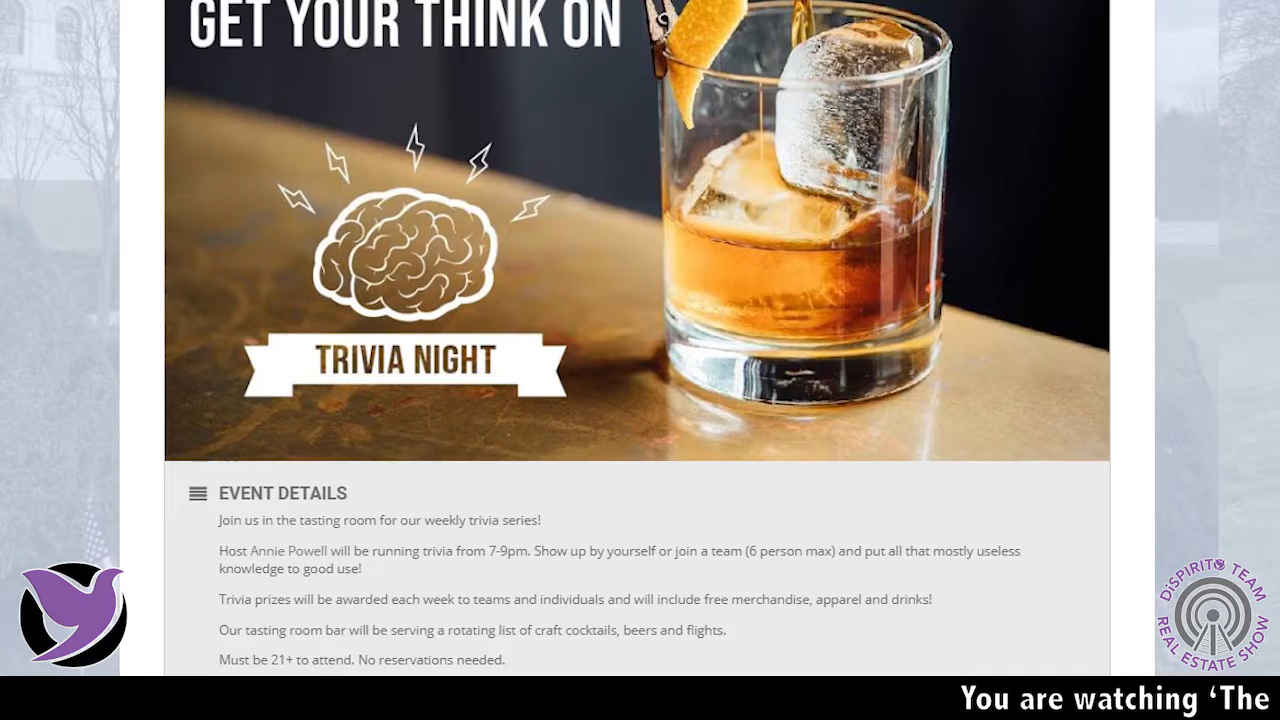 GET YOUR THINK ON
TRIVIA NIGHT
EVENT DETAILS
Join us in the tasting room for our weekly trivia series!
Host Annie Powell will be running trivia from 7-9pm. Show up by yourself or join a team (6 person max) and put all that mostly useless
knowledge to good use!
Trivia prizes will be awarded each week to teams and individuals and will include free merchandise, apparel and drinks!
Our tasting room bar will be serving a rotating list of craft cocktails, beers and flights.
Must be 21+ to attend. No reservations needed.
DISPIRITO TEAM
REAL ESTATE SHOW
You are watching ‘The